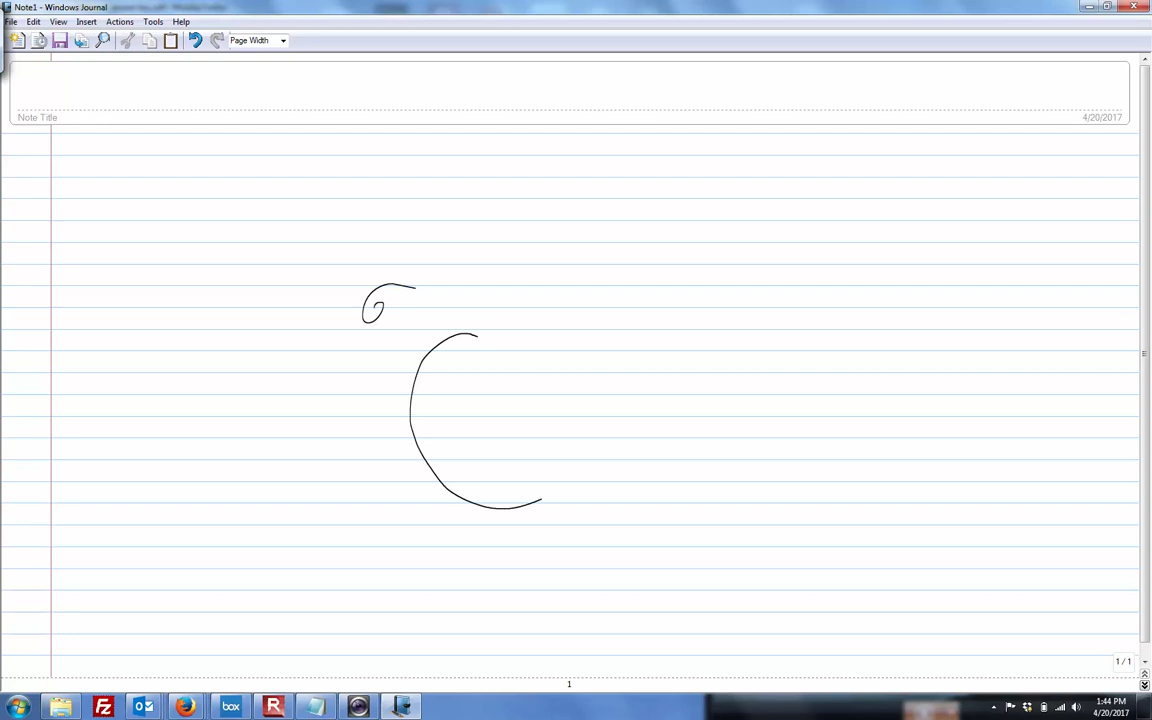 Note1 - Windows Journal
File Edit View Insert Actions Tools Help
Page Width
Note Title
4/20/2017
σ
C
1 / 1
1
Fz
box
R
1:44 PM
4/20/2017